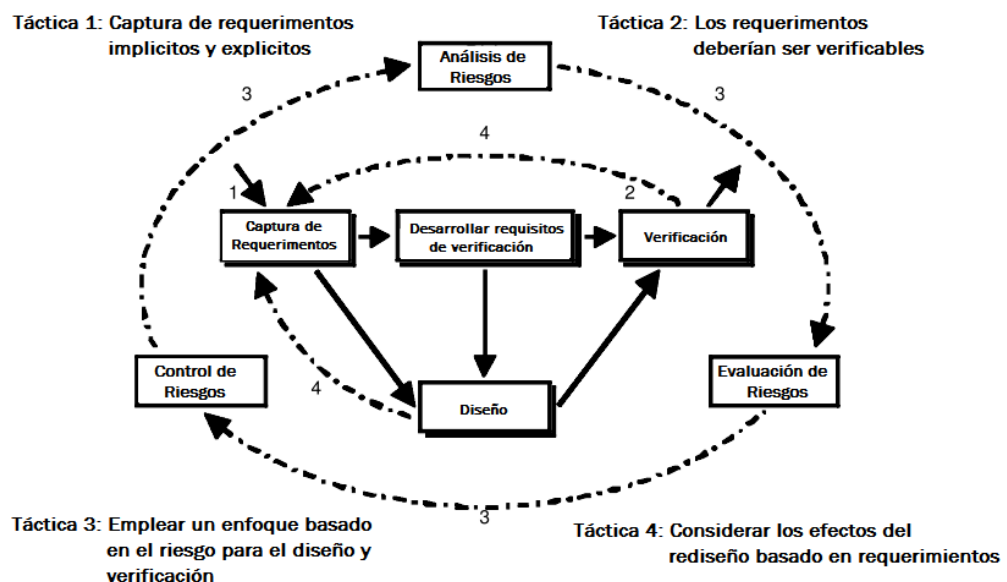 Táctica 1: Captura de requerimentos
implicitos y explicitos
Táctica 2: Los requerimentos
deberían ser verificables
Análisis de
Riesgos
3
3
4
1
2
Captura de
Requerimentos
Desarrollar requisitos
de verificación
Verificación
Control de
Riesgos
4
Diseño
Evaluación de
Riesgos
3
Táctica 3: Emplear un enfoque basado
en el riesgo para el diseño y
verificación
Táctica 4: Considerar los efectos del
rediseño basado en requerimientos